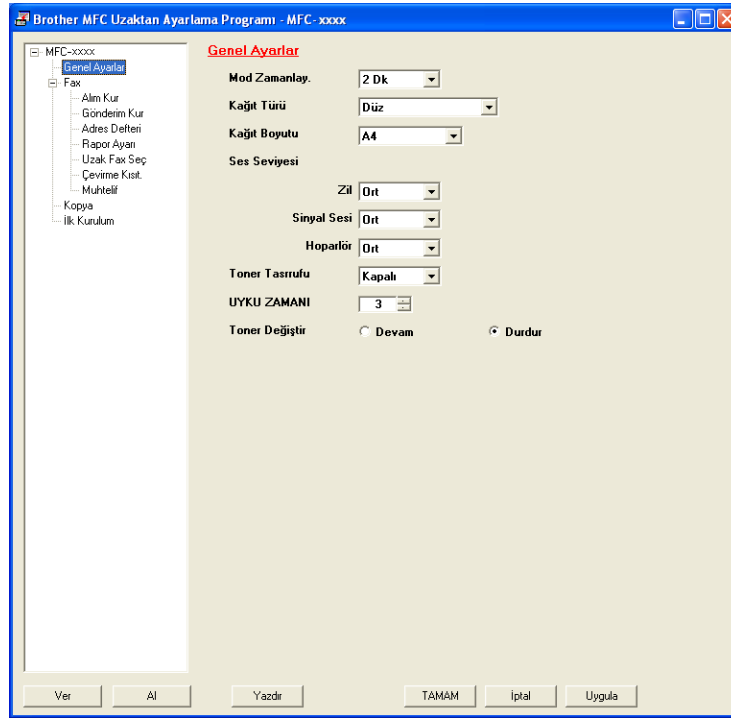 Brother MFC Uzaktan Ayarlama Programı - MFC- xxxx
MFC-xxxx
Genel Ayarlar
Fax
Alım Kur
Gönderim Kur
Adres Defteri
Rapor Ayarı
Uzak Fax Seç
Çevirme Kısıt.
Muhtelif
Kopya
İlk Kurulum
Genel Ayarlar
Mod Zamanlay. 2 Dk
Kağıt Türü Düz
Kağıt Boyutu A4
Ses Seviyesi
Zil Ort
Sinyal Sesi Ort
Hoparlör Ort
Toner Tasrrufu Kapalı
UYKU ZAMANI 3
Toner Değiştir Devam Durdur
Ver Al Yazdır TAMAM İptal Uygula